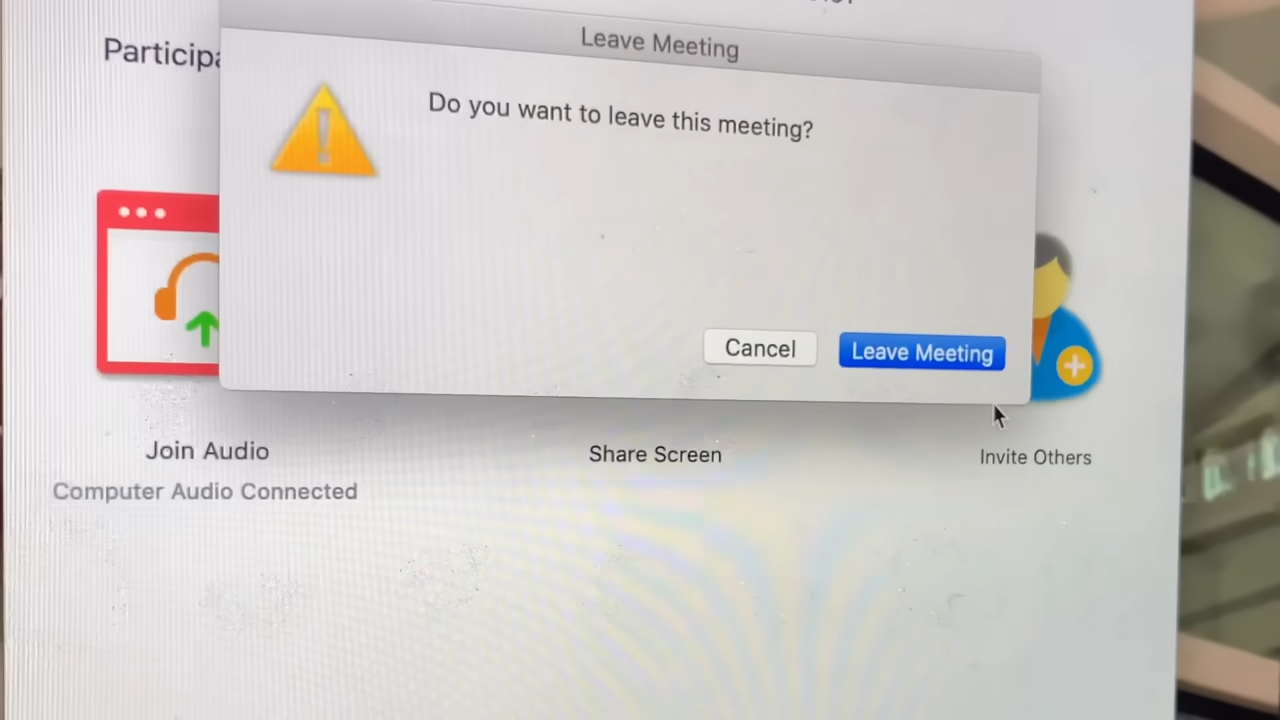 Leave Meeting
Participa
Do you want to leave this meeting?
Cancel
Leave Meeting
Join Audio
Share Screen
Invite Others
Computer Audio Connected